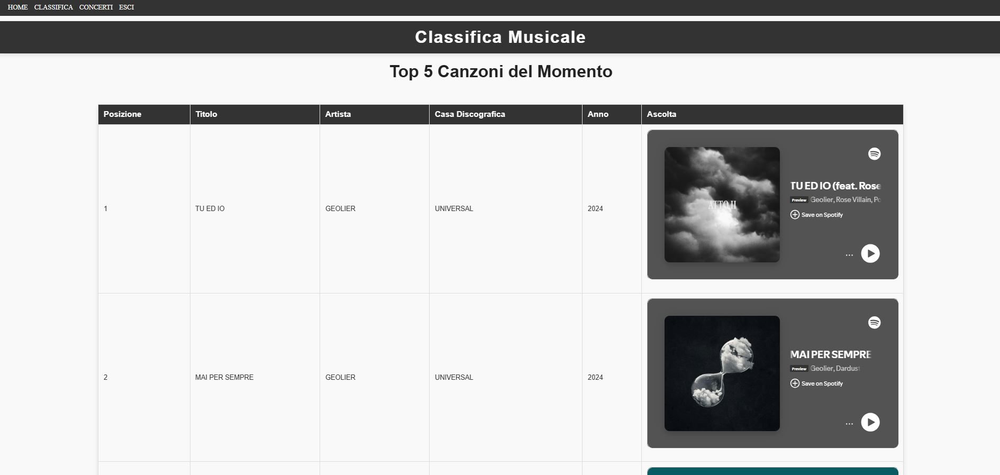 HOME CLASSIFICA CONCERTI ESCI
Classifica Musicale
Top 5 Canzoni del Momento
Posizione Titolo Artista Casa Discografica Anno Ascolta
1 TU ED IO GEOLIER UNIVERSAL 2024
ATTO II
TU ED IO (feat. Rose
Preview Geolier, Rose Villain, Po
Save on Spotify
2 MAI PER SEMPRE GEOLIER UNIVERSAL 2024
MAI PER SEMPRE
Preview Geolier, Dardust
Save on Spotify